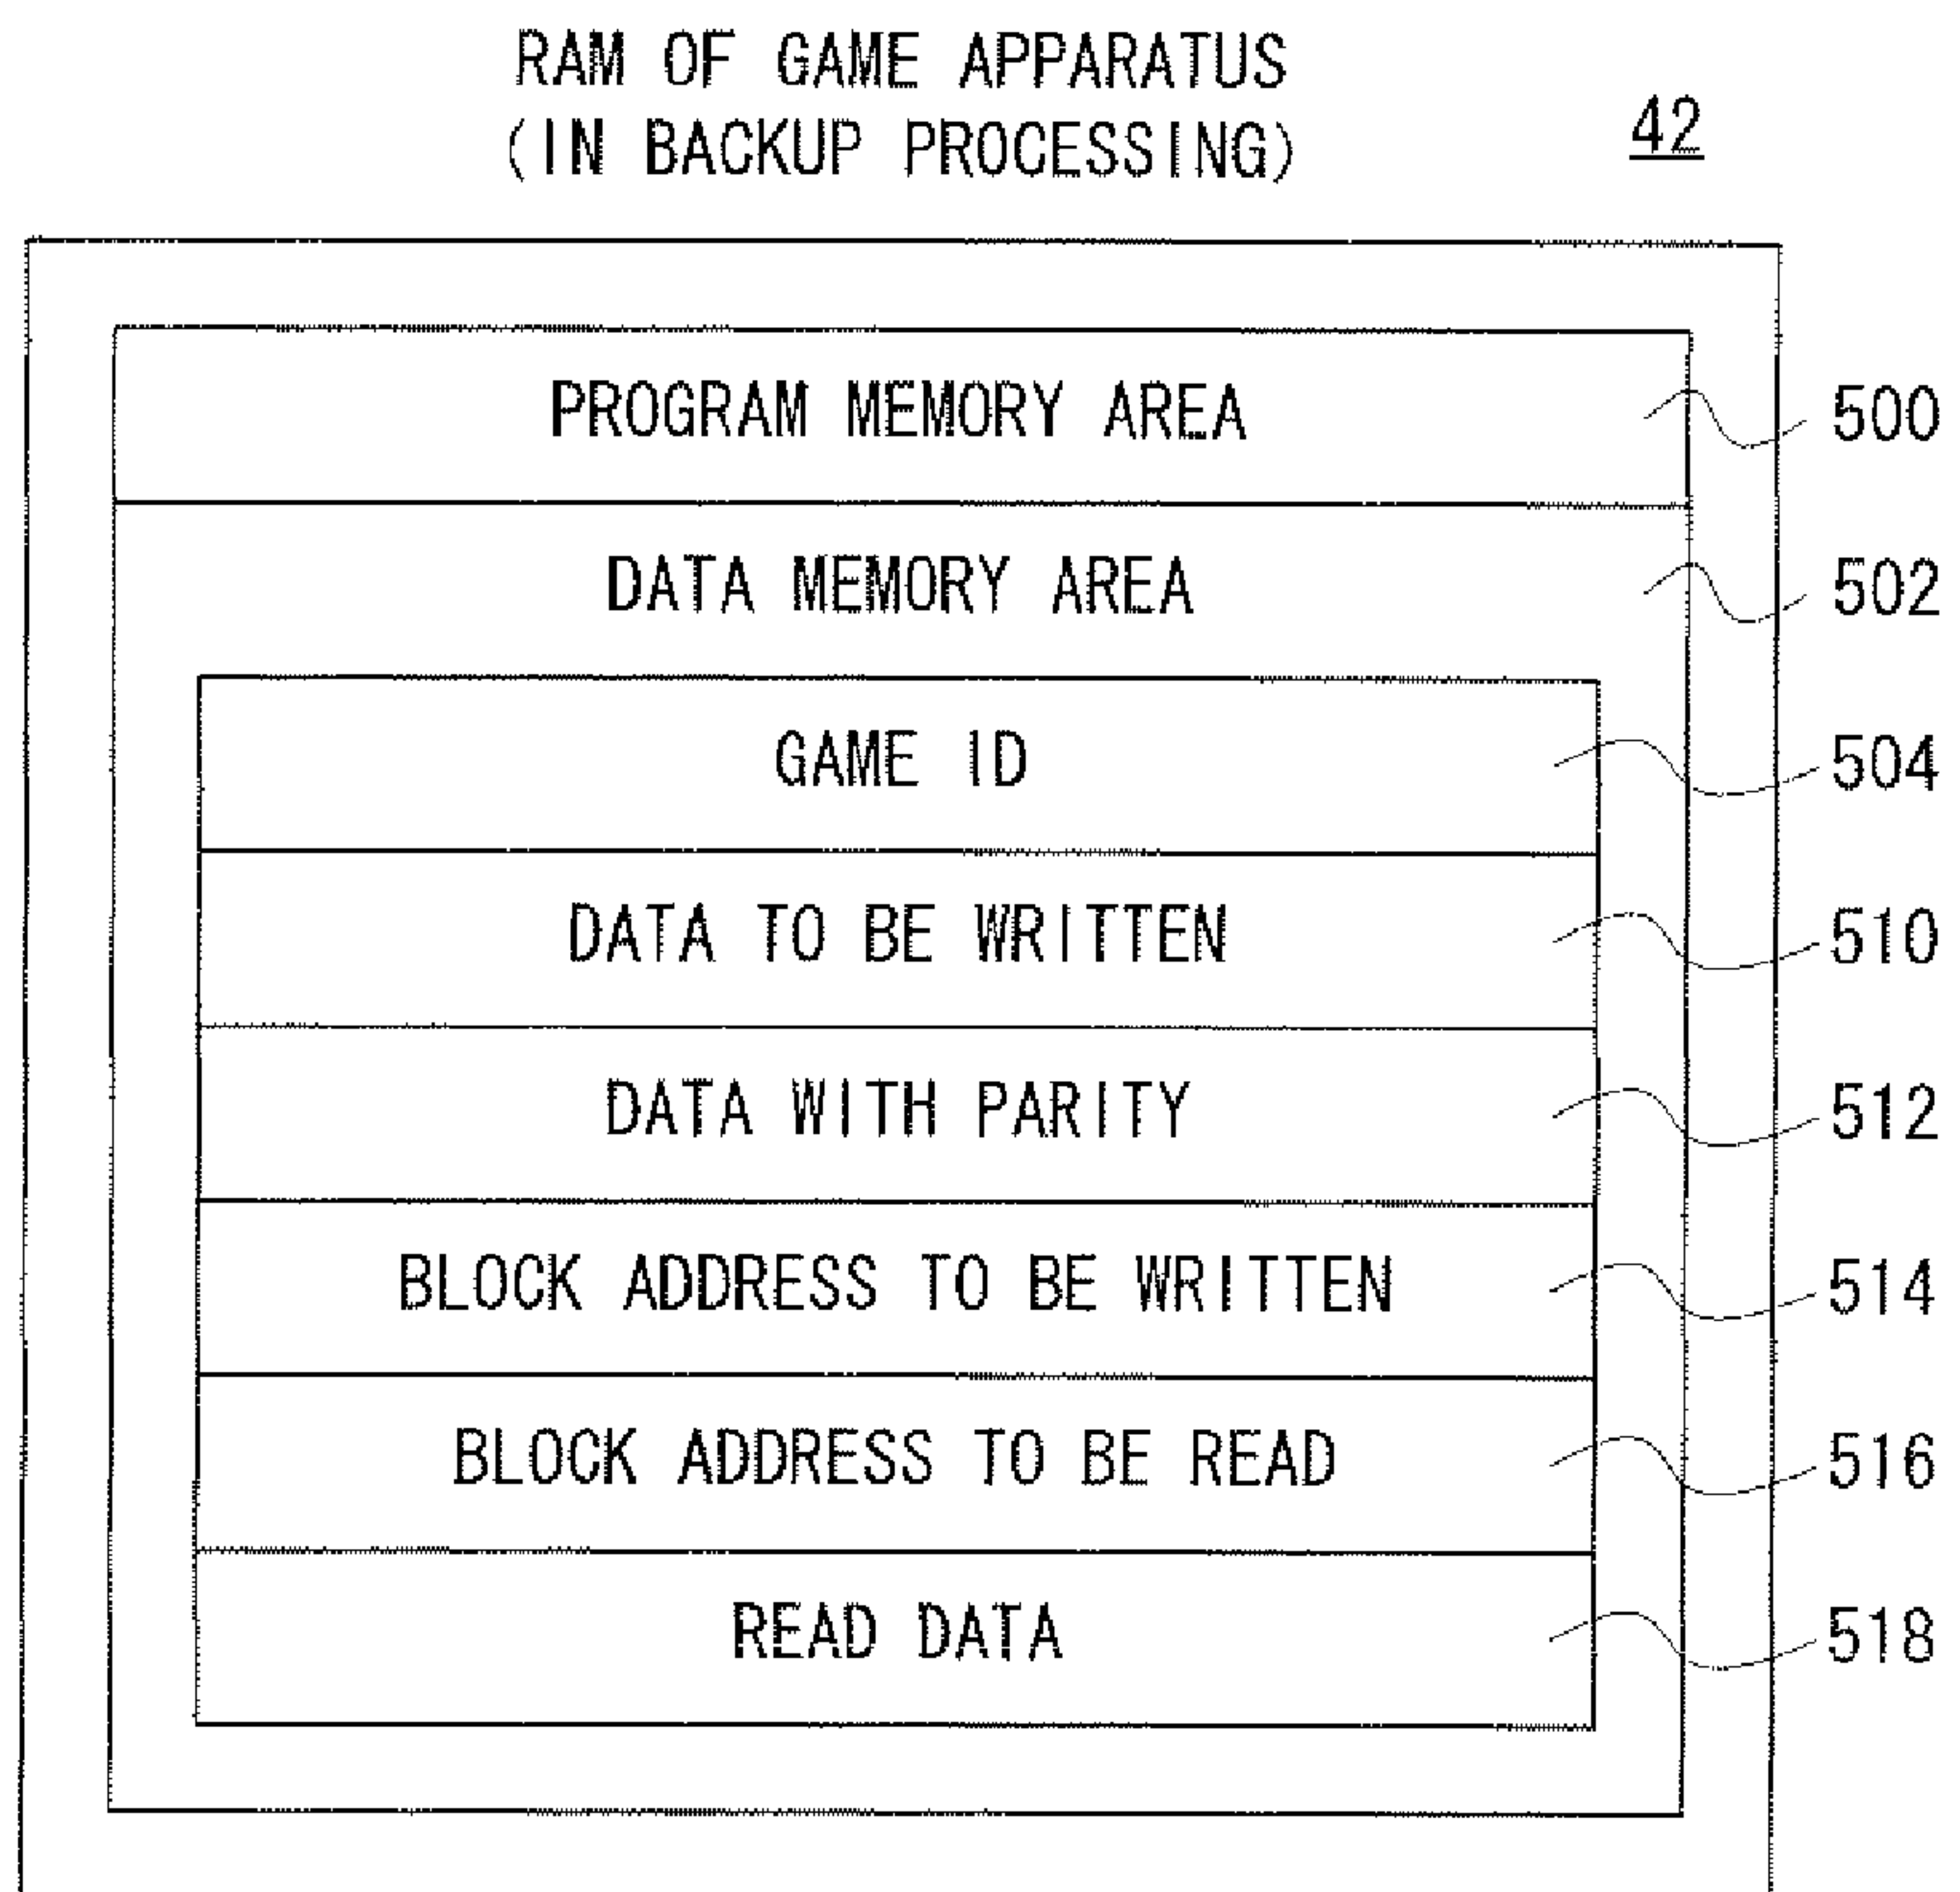 RAM OF GAME APPARATUS
(IN BACKUP PROCESSING)
42
PROGRAM MEMORY AREA 500
DATA MEMORY AREA 502
GAME ID 504
DATA TO BE WRITTEN 510
DATA WITH PARITY 512
BLOCK ADDRESS TO BE WRITTEN 514
BLOCK ADDRESS TO BE READ 516
READ DATA 518